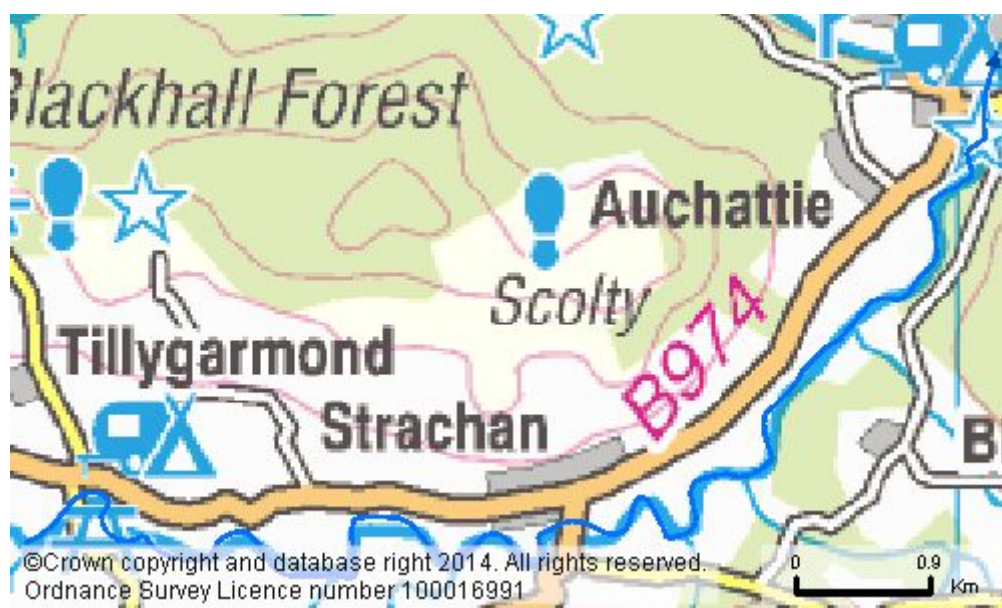 Blackhall Forest
Auchattie
Scolty
B974
Tillygarmond
Strachan
B
©Crown copyright and database right 2014. All rights reserved.
Ordnance Survey Licence number 100016991
0 0.9
Km